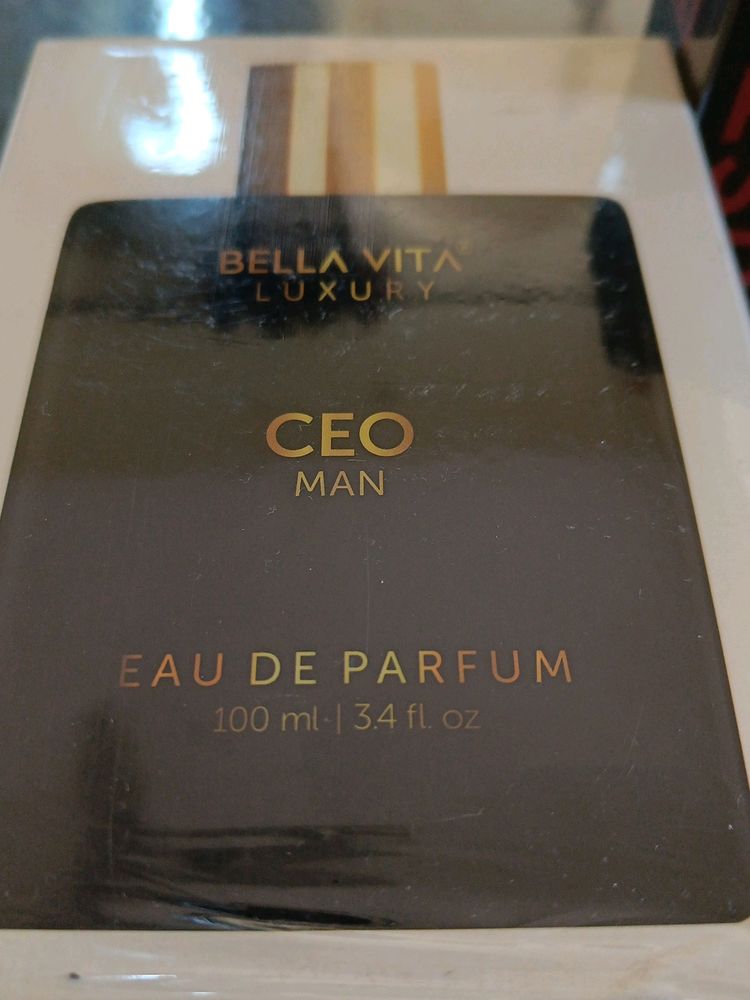 BELLA VITA®
LUXURY
CEO
MAN
EAU DE PARFUM
100 ml | 3.4 fl. oz